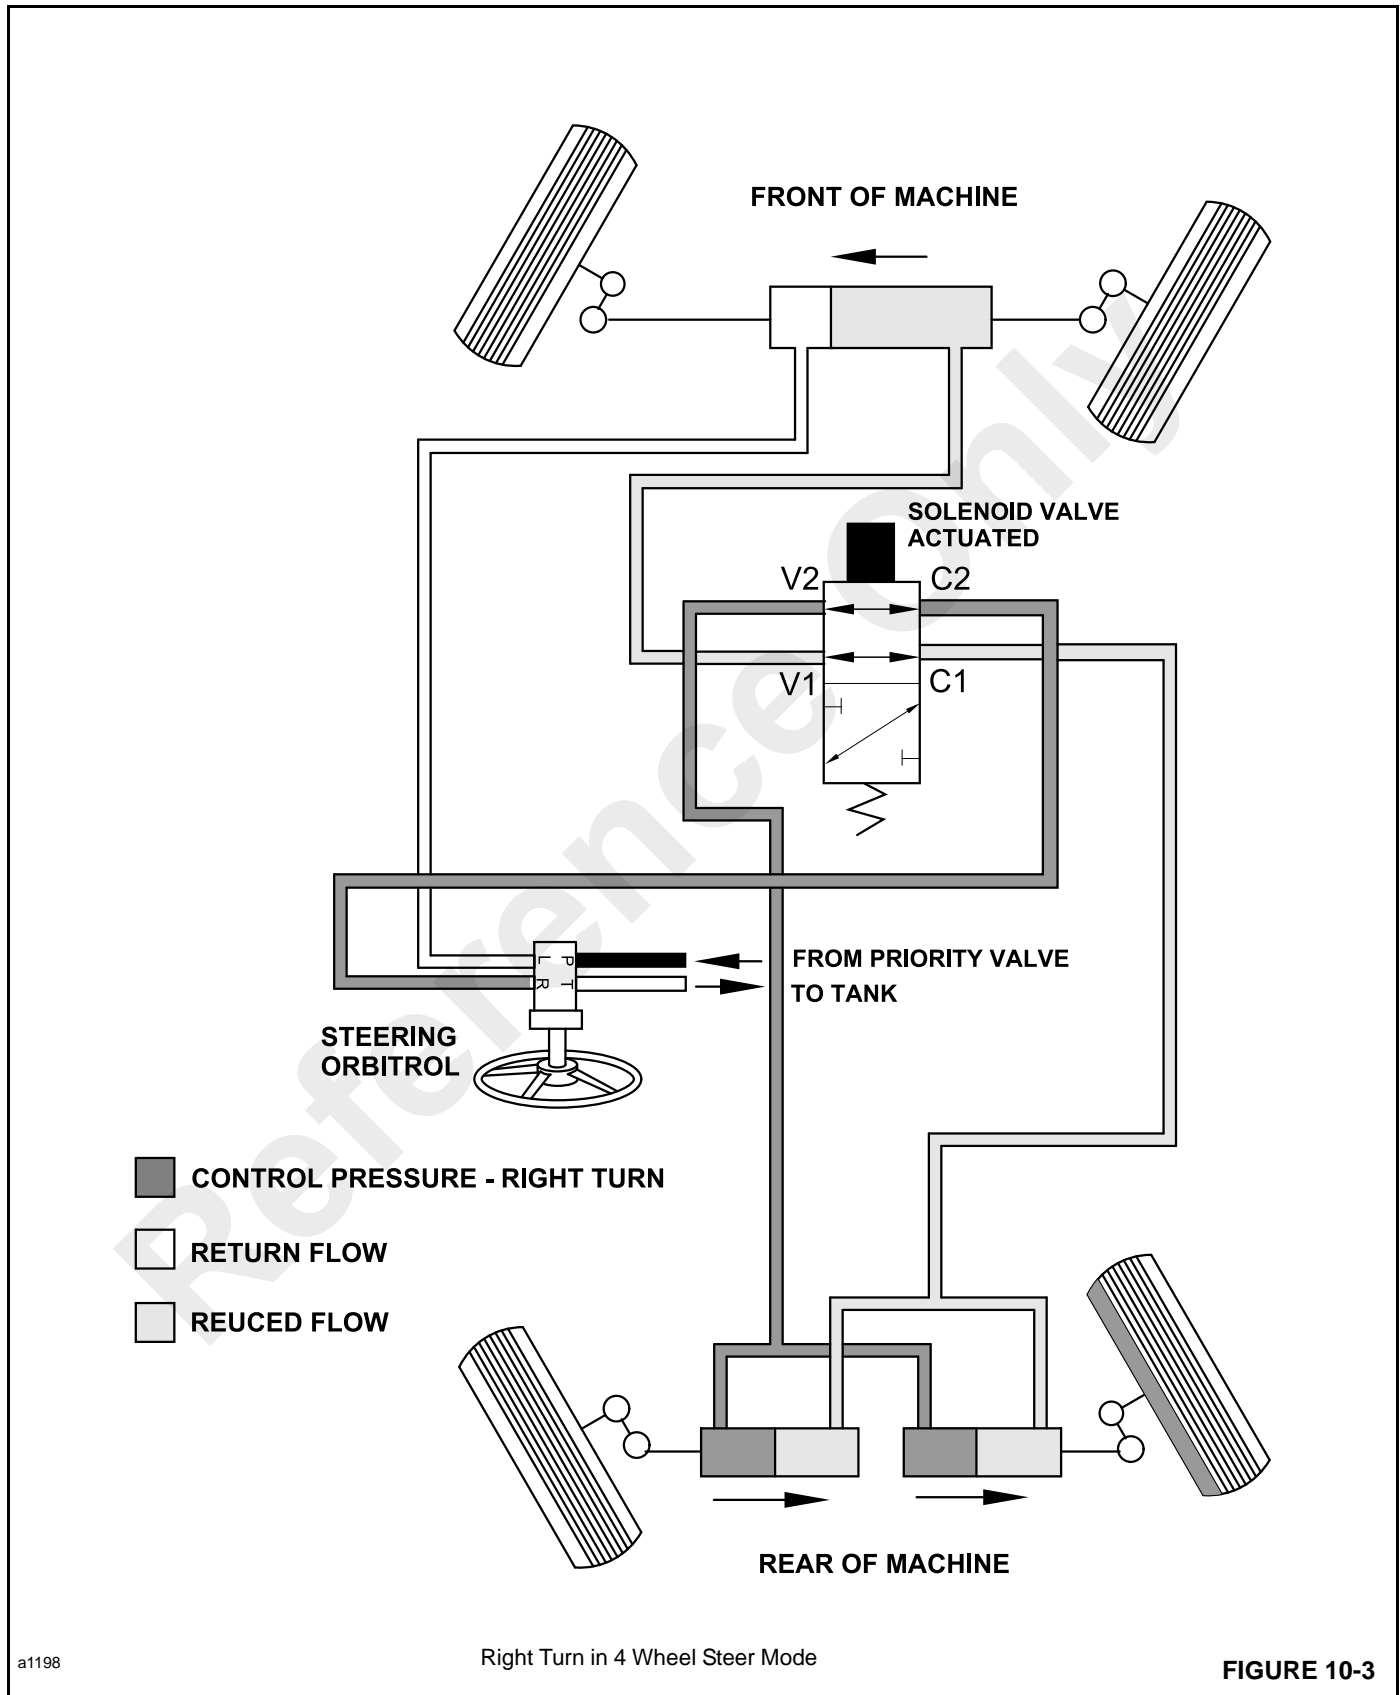 FRONT OF MACHINE
SOLENOID VALVE
ACTUATED
V2
C2
V1
C1
L P
R T
FROM PRIORITY VALVE
TO TANK
STEERING
ORBITROL
CONTROL PRESSURE - RIGHT TURN
RETURN FLOW
REUCED FLOW
REAR OF MACHINE
Reference Only
a1198
Right Turn in 4 Wheel Steer Mode
FIGURE 10-3